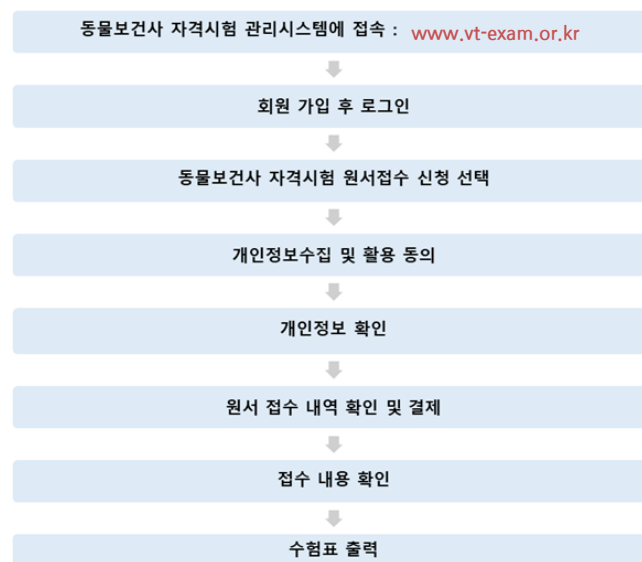 동물보건사 자격시험 관리시스템에 접속 : www.vt-exam.or.kr
회원 가입 후 로그인
동물보건사 자격시험 원서접수 신청 선택
개인정보수집 및 활용 동의
개인정보 확인
원서 접수 내역 확인 및 결제
접수 내용 확인
수험표 출력